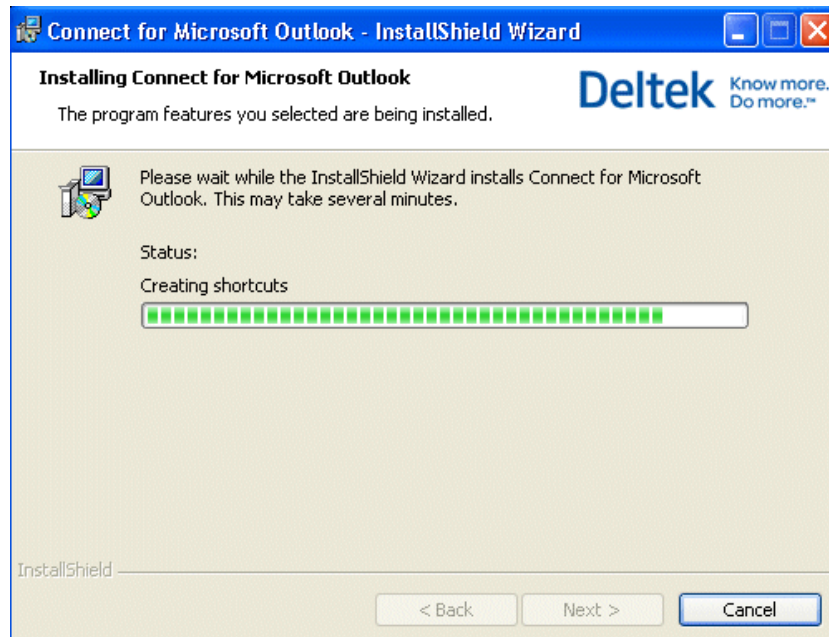 Connect for Microsoft Outlook - InstallShield Wizard
Installing Connect for Microsoft Outlook
The program features you selected are being installed.
Deltek
Know more.
Do more.™
Please wait while the InstallShield Wizard installs Connect for Microsoft
Outlook. This may take several minutes.
Status:
Creating shortcuts
InstallShield
< Back
Next >
Cancel